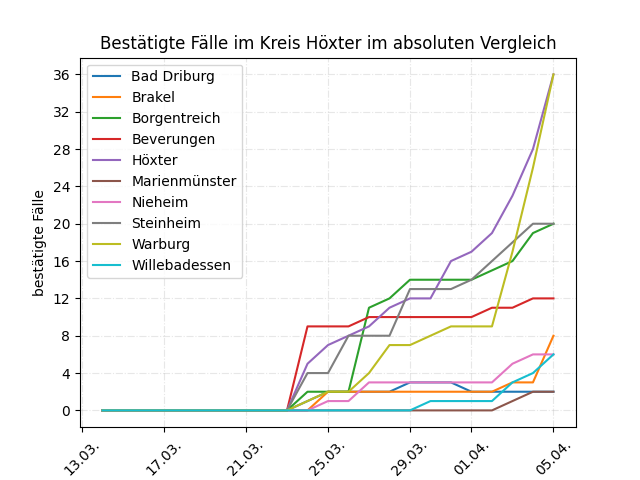 Bestätigte Fälle im Kreis Höxter im absoluten Vergleich
bestätigte Fälle
36
32
28
24
20
16
12
8
4
0
Bad Driburg
Brakel
Borgentreich
Beverungen
Höxter
Marienmünster
Nieheim
Steinheim
Warburg
Willebadessen
13.03.
17.03.
21.03.
25.03.
29.03.
01.04.
05.04.